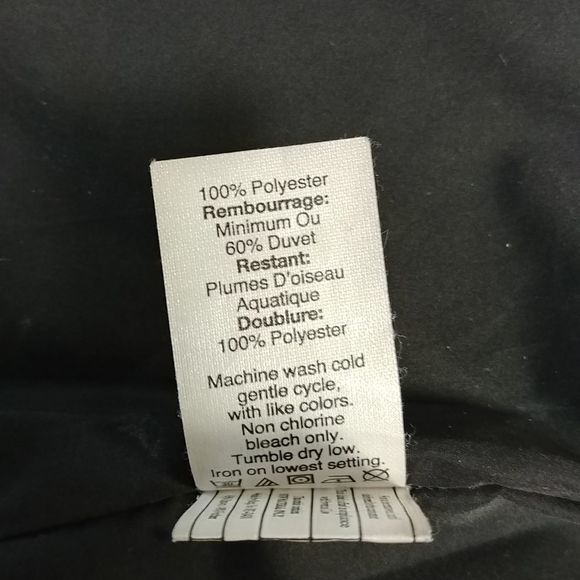 100% Polyester
Rembourrage:
Minimum Ou
60% Duvet
Restant:
Plumes D'oiseau
Aquatique
Doublure:
100% Polyester
Machine wash cold
gentle cycle,
with like colors.
Non chlorine
bleach only.
Tumble dry low.
Iron on lowest setting.